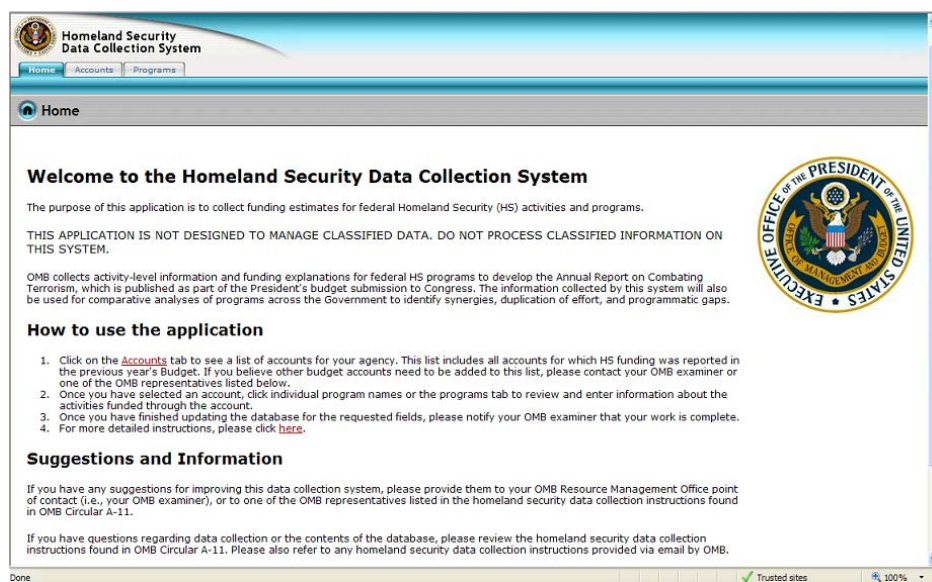 Homeland Security
Data Collection System
Home Accounts Programs
Home
Welcome to the Homeland Security Data Collection System
The purpose of this application is to collect funding estimates for federal Homeland Security (HS) activities and programs.
THIS APPLICATION IS NOT DESIGNED TO MANAGE CLASSIFIED DATA. DO NOT PROCESS CLASSIFIED INFORMATION ON
THIS SYSTEM.
OMB collects activity-level information and funding explanations for federal HS programs to develop the Annual Report on Combating
Terrorism, which is published as part of the President's budget submission to Congress. The information collected by this system will also
be used for comparative analyses of programs across the Government to identify synergies, duplication of effort, and programmatic gaps.
EXECUTIVE OFFICE OF THE PRESIDENT OF THE UNITED STATES
OFFICE OF MANAGEMENT AND BUDGET
How to use the application
1. Click on the Accounts tab to see a list of accounts for your agency. This list includes all accounts for which HS funding was reported in
the previous year's Budget. If you believe other budget accounts need to be added to this list, please contact your OMB examiner or
one of the OMB representatives listed below.
2. Once you have selected an account, click individual program names or the programs tab to review and enter information about the
activities funded through the account.
3. Once you have finished updating the database for the requested fields, please notify your OMB examiner that your work is complete.
4. For more detailed instructions, please click here.
Suggestions and Information
If you have any suggestions for improving this data collection system, please provide them to your OMB Resource Management Office point
of contact (i.e., your OMB examiner), or to one of the OMB representatives listed in the homeland security data collection instructions found
in OMB Circular A-11.
If you have questions regarding data collection or the contents of the database, please review the homeland security data collection
instructions found in OMB Circular A-11. Please also refer to any homeland security data collection instructions provided via email by OMB.
Done Trusted sites 100%